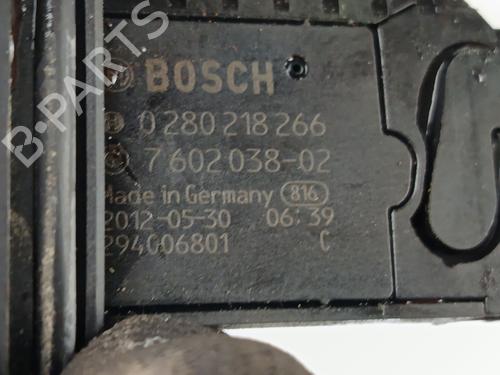 B-PARTS
BOSCH
0 280 218 266
7 602 038-02
Made in Germany 816
2012-05-30 06:39
294006801 C